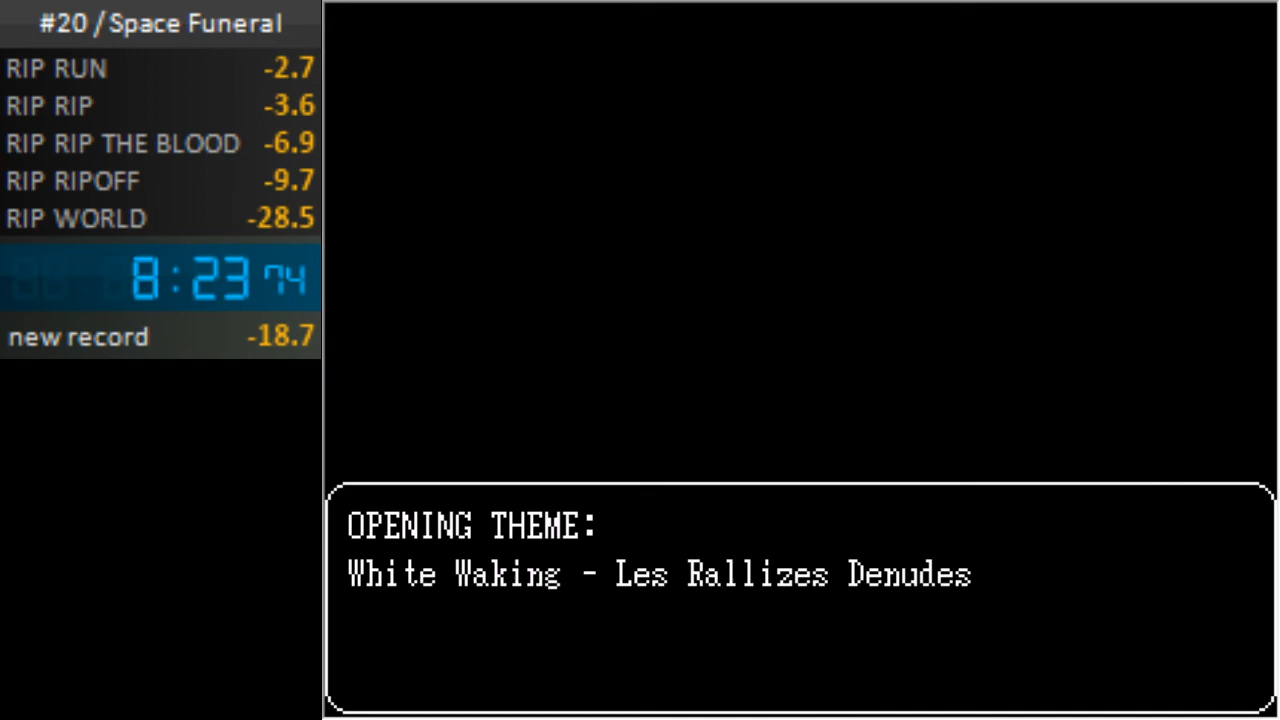 #20 / Space Funeral
RIP RUN -2.7
RIP RIP -3.6
RIP RIP THE BLOOD -6.9
RIP RIPOFF -9.7
RIP WORLD -28.5
8:23 74
new record -18.7
OPENING THEME:
White Waking - Les Rallizes Denudes